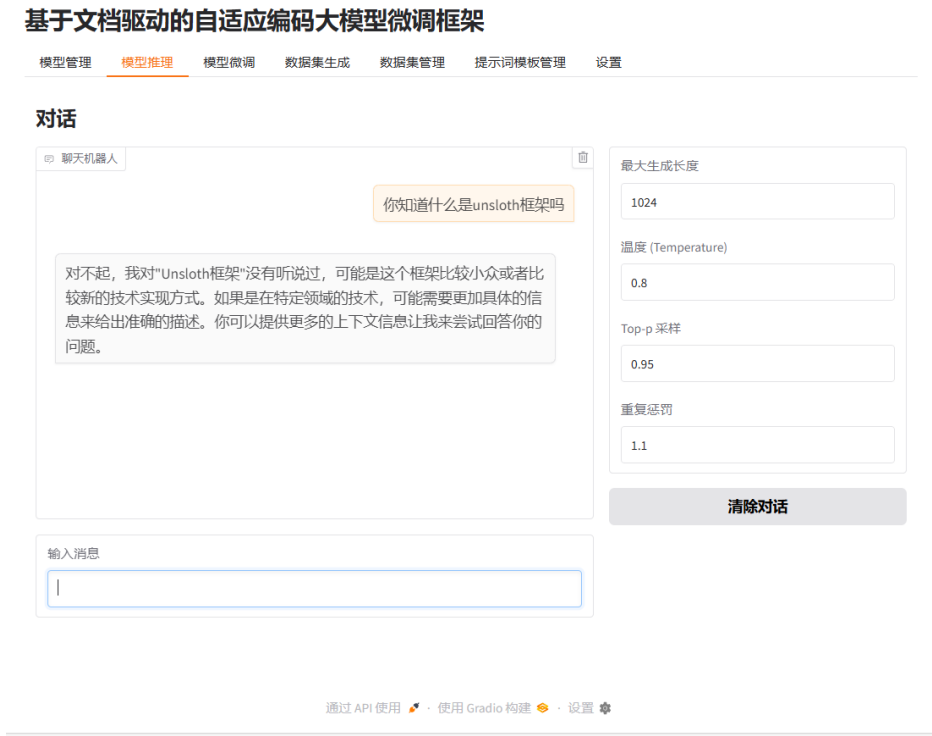 基于文档驱动的自适应编码大模型微调框架
模型管理 模型推理 模型微调 数据集生成 数据集管理 提示词模板管理 设置
对话
聊天机器人
你知道什么是unsloth框架吗
对不起，我对"Unsloth框架"没有听说过，可能是这个框架比较小众或者比
较新的技术实现方式。如果是在特定领域的技术，可能需要更加具体的信
息来给出准确的描述。你可以提供更多的上下文信息让我来尝试回答你的
问题。
输入消息
最大生成长度
1024
温度 (Temperature)
0.8
Top-p 采样
0.95
重复惩罚
1.1
清除对话
通过 API 使用 · 使用 Gradio 构建 · 设置